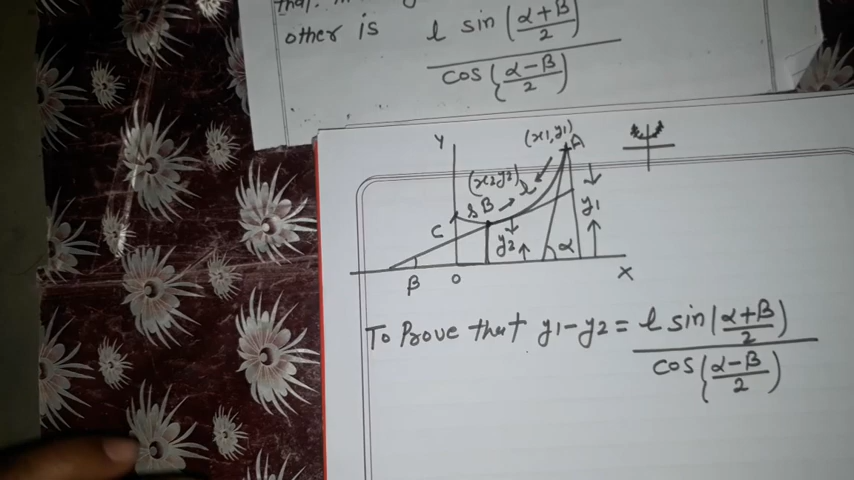 that.
other is l sin (α+β/2)
cos (α-β/2)
Y
(x1, y1) A
(x2 y2) l
C s B
y2 y1
α
β O X
To Prove that y1-y2 = l sin (α+β/2)
cos (α-β/2)